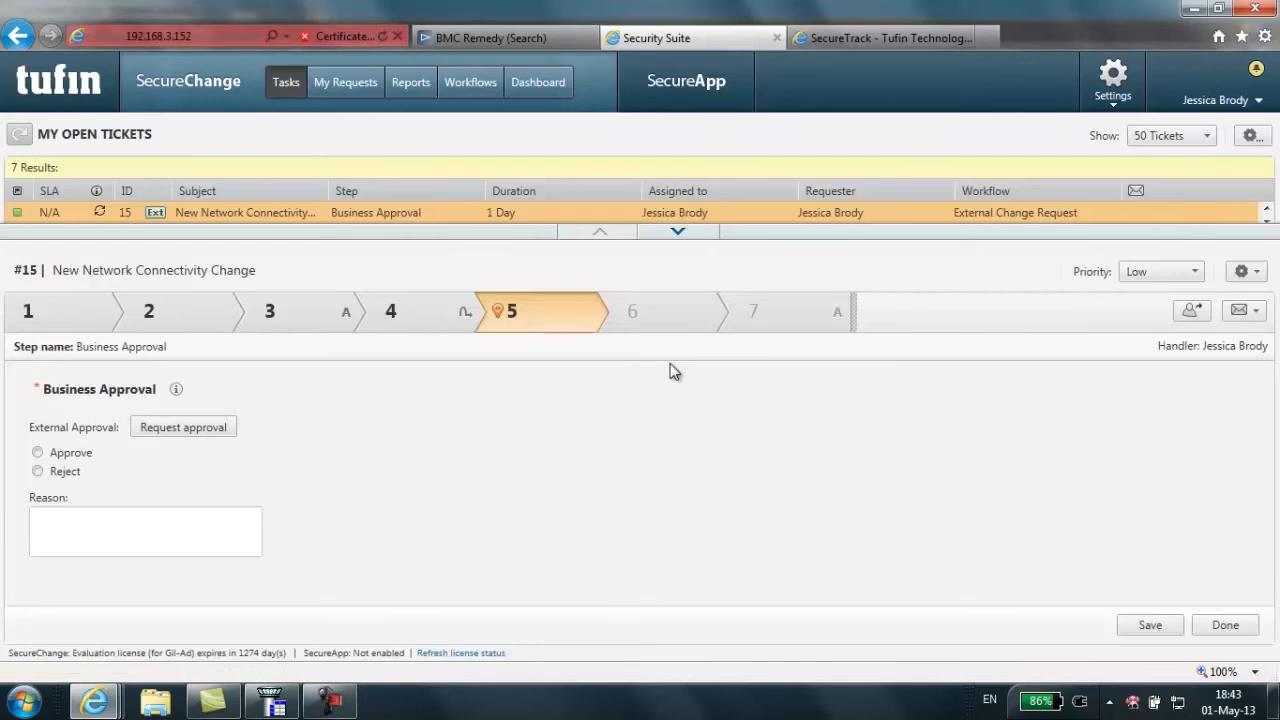 192.168.3.152 Certificate... BMC Remedy (Search) Security Suite SecureTrack - Tufin Technolog...
tufin SecureChange Tasks My Requests Reports Workflows Dashboard SecureApp Settings Jessica Brody
MY OPEN TICKETS Show: 50 Tickets
7 Results:
SLA ID Subject Step Duration Assigned to Requester Workflow
N/A 15 Ext New Network Connectivity... Business Approval 1 Day Jessica Brody Jessica Brody External Change Request
#15 | New Network Connectivity Change Priority: Low
1 2 3 A 4 5 6 7 A
Step name: Business Approval Handler: Jessica Brody
* Business Approval
External Approval: Request approval
Approve
Reject
Reason:
Save Done
SecureChange: Evaluation license (for Gil-Ad) expires in 1274 day(s) | SecureApp: Not enabled | Refresh license status
100%
EN 86% 18:43
01-May-13